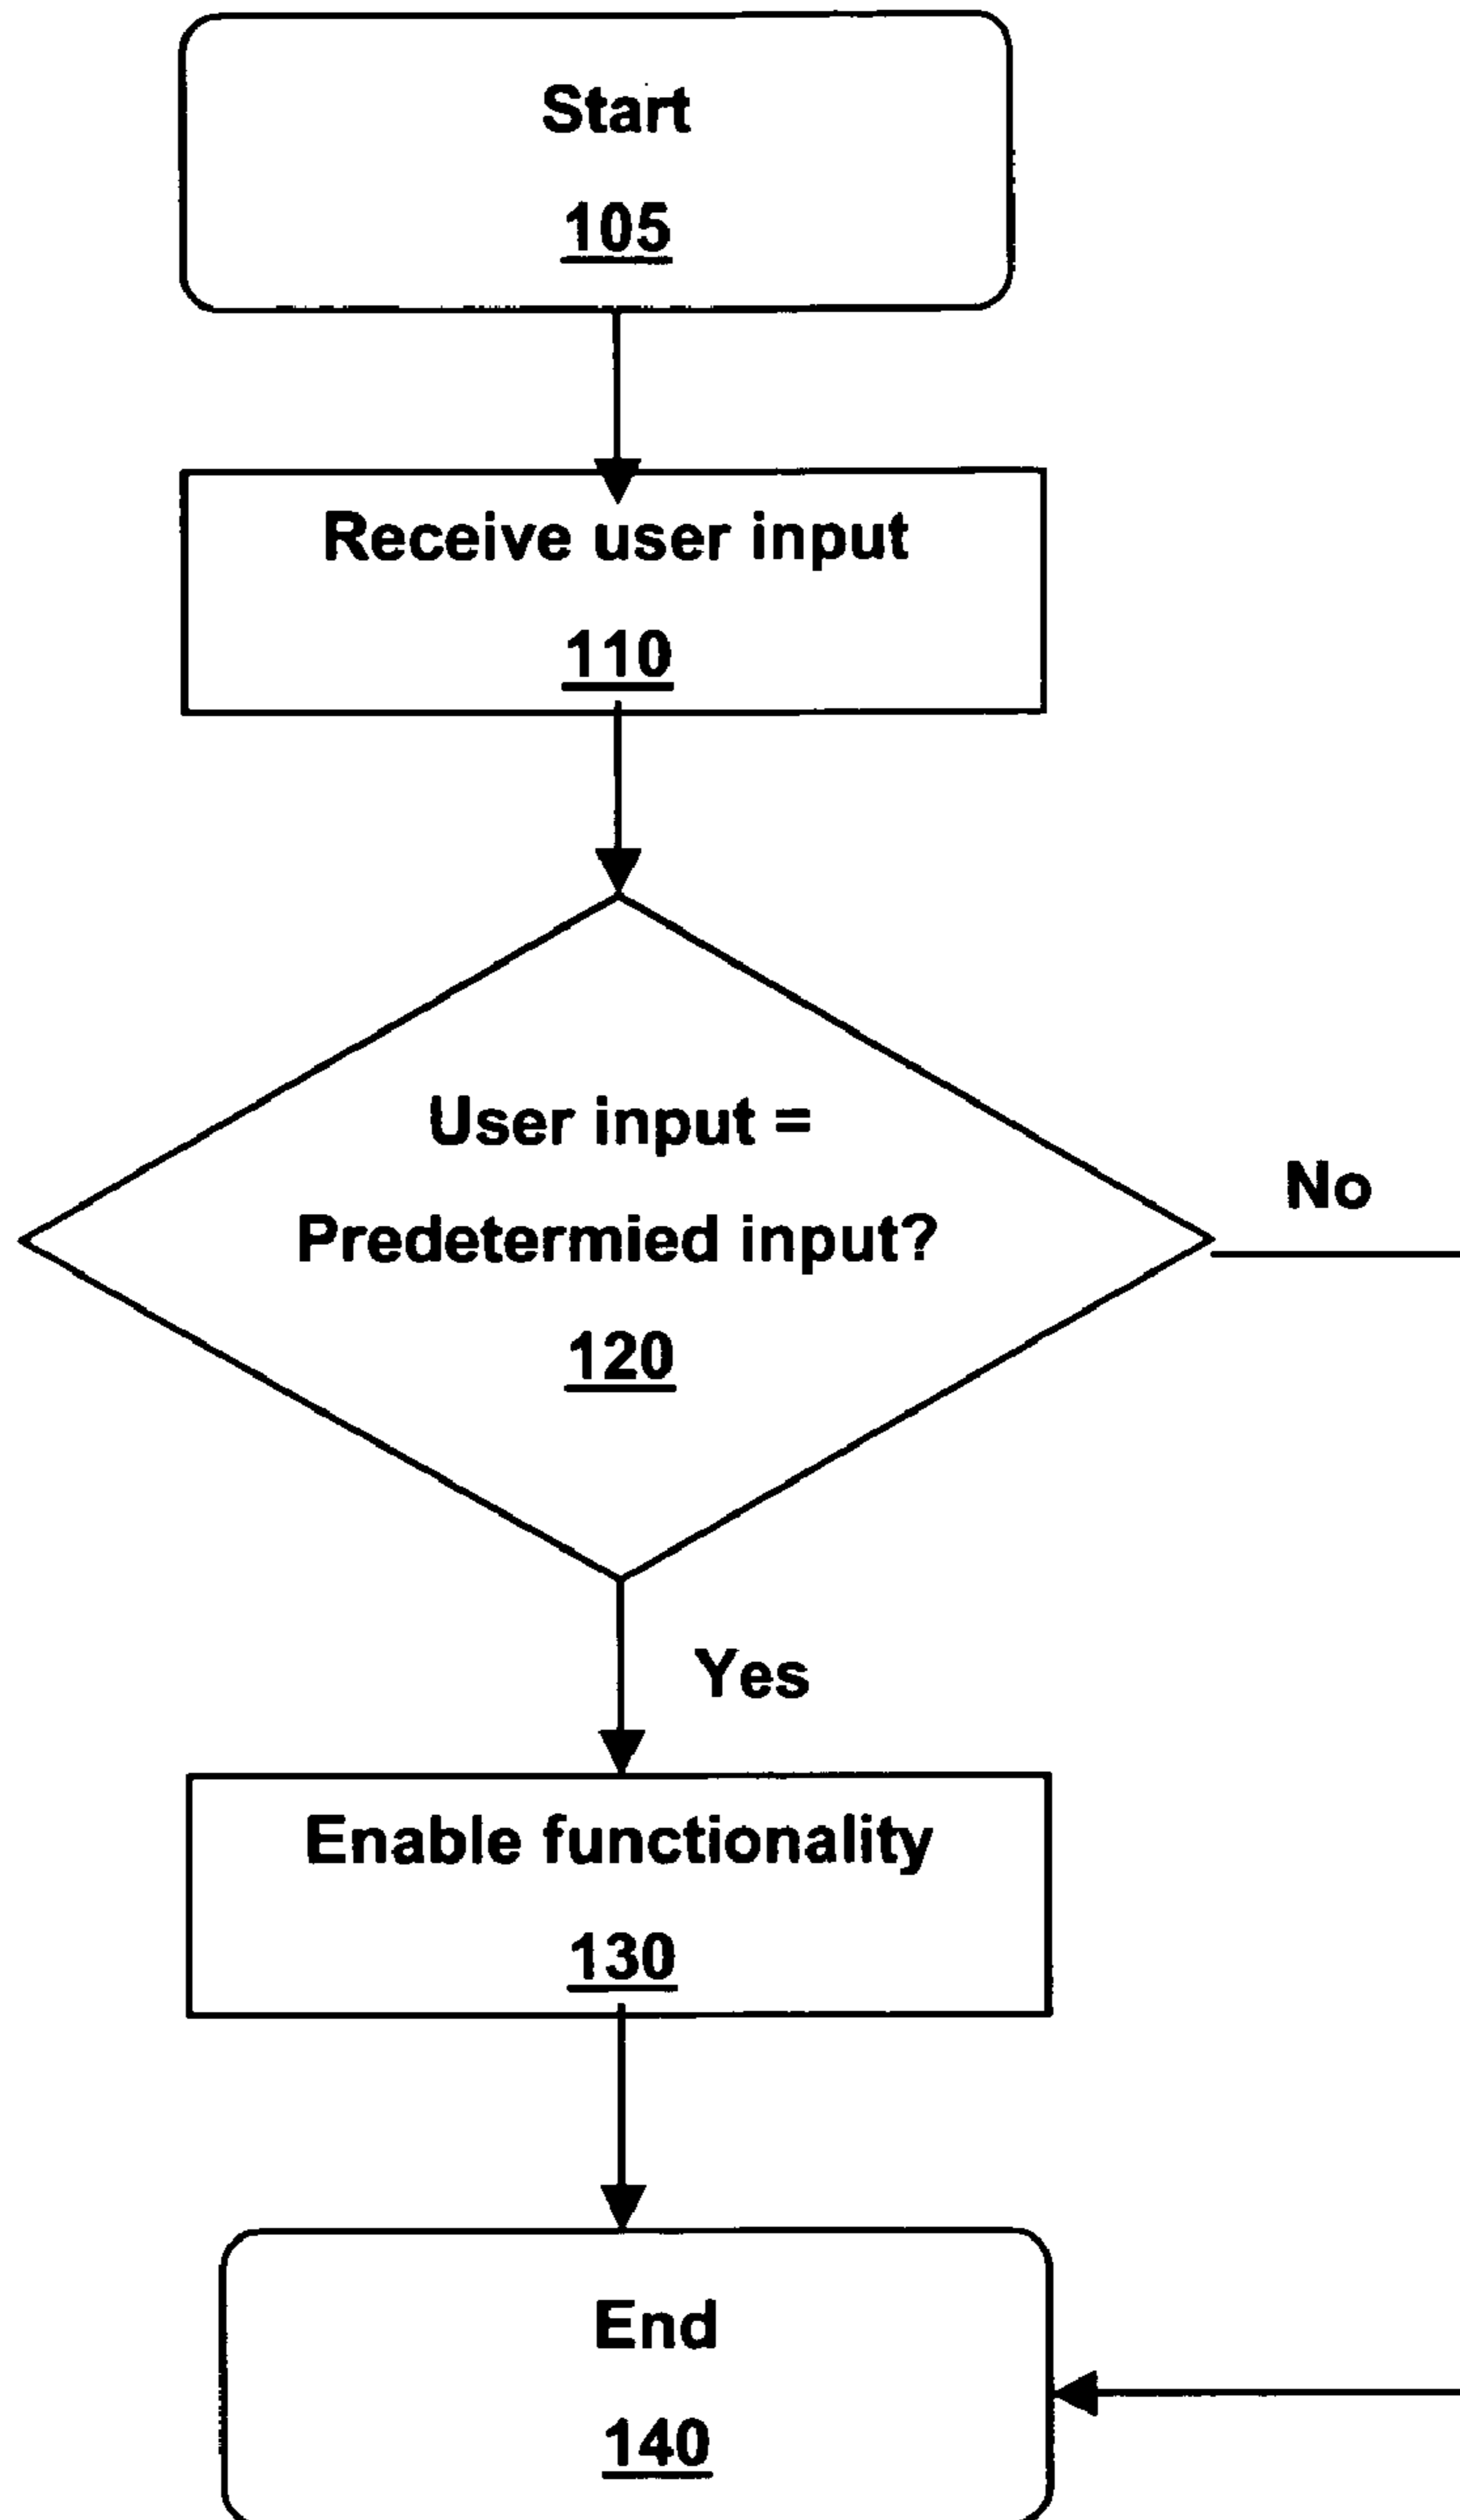 Start
105
Receive user input
110
User input =
Predetermied input?
120
No
Yes
Enable functionality
130
End
140